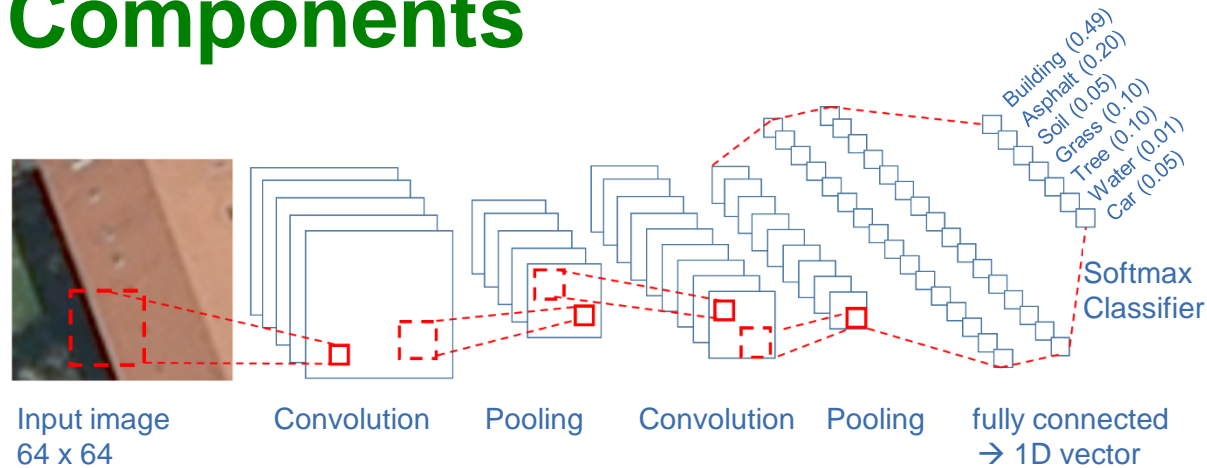 Components
Building (0.49)
Asphalt (0.20)
Soil (0.05)
Grass (0.10)
Tree (0.10)
Water (0.01)
Car (0.05)
Softmax
Classifier
Input image
64 x 64
Convolution
Pooling
Convolution
Pooling
fully connected
→ 1D vector